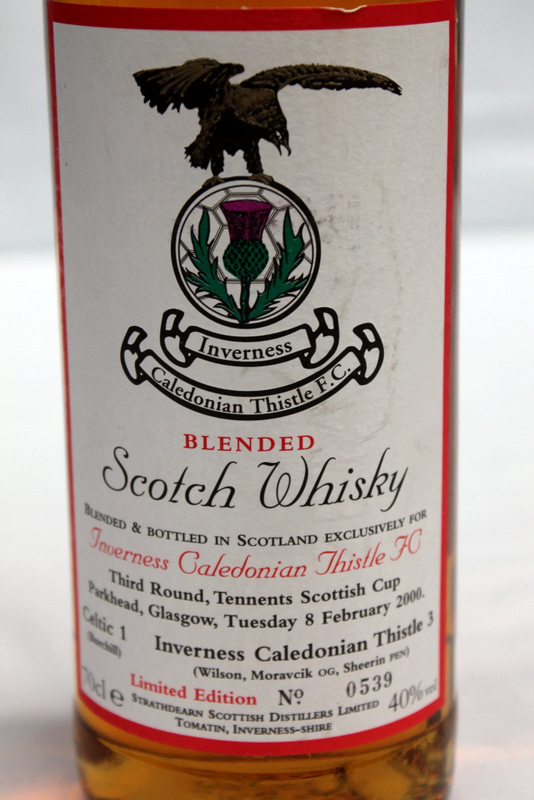 Inverness
Caledonian Thistle F.C.
BLENDED
Scotch Whisky
BLENDED & BOTTLED IN SCOTLAND EXCLUSIVELY FOR
Inverness Caledonian Thistle FC
Third Round, Tennents Scottish Cup
Parkhead, Glasgow, Tuesday 8 February 2000.
Celtic 1 Inverness Caledonian Thistle 3
(Burchill) (Wilson, Moravcik OG, Sheerin PEN)
70cl e Limited Edition No 0539 40% vol
STRATHDEARN SCOTTISH DISTILLERS LIMITED
TOMATIN, INVERNESS-SHIRE